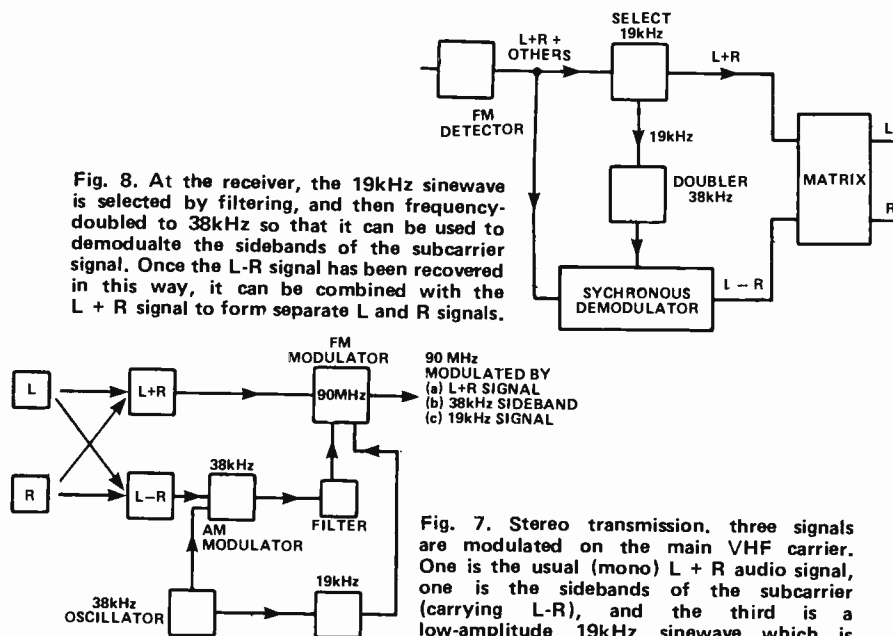 SELECT
19kHz
L+R +
OTHERS
L+R
FM
DETECTOR
19kHz
DOUBLER
38kHz
MATRIX
L
R
SYCHRONOUS
DEMODULATOR
L – R
Fig. 8. At the receiver, the 19kHz sinewave
is selected by filtering, and then frequency-
doubled to 38kHz so that it can be used to
demodualte the sidebands of the subcarrier
signal. Once the L-R signal has been recovered
in this way, it can be combined with the
L + R signal to form separate L and R signals.
FM
MODULATOR
90MHz
90 MHz
MODULATED BY
(a) L+R SIGNAL
(b) 38kHz SIDEBAND
(c) 19kHz SIGNAL
L
L+R
R
L–R
38kHz
AM
MODULATOR
FILTER
38kHz
OSCILLATOR
19kHz
Fig. 7. Stereo transmission. three signals
are modulated on the main VHF carrier.
One is the usual (mono) L + R audio signal,
one is the sidebands of the subcarrier
(carrying L-R), and the third is a
low-amplitude 19kHz sinewave which is